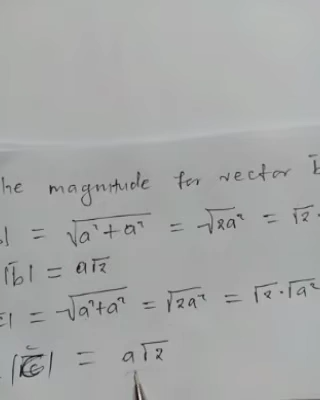 he magnitude for vector b
| = √a²+a² = √2a² = √2 ·
|b̄| = a√2
| = √a²+a² = √2a² = √2 · √a²
|c̄| = a√2